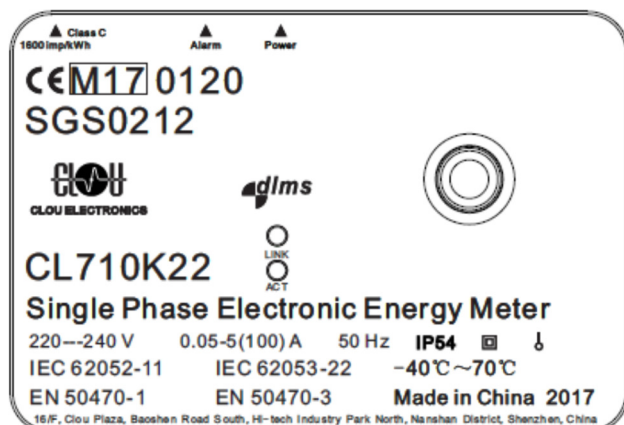 Class C
1600imp/kWh Alarm Power
CE M17 0120
SGS0212
CLOU dlms
CLOU ELECTRONICS
LINK
CL710K22
ACT
Single Phase Electronic Energy Meter
220---240 V 0.05-5(100) A 50 Hz IP54
IEC 62052-11 IEC 62053-22 -40℃~70℃
EN 50470-1 EN 50470-3 Made in China 2017
16/F, Clou Plaza, Baoshen Road South, Hi-tech Industry Park North, Nanshan District, Shenzhen, China